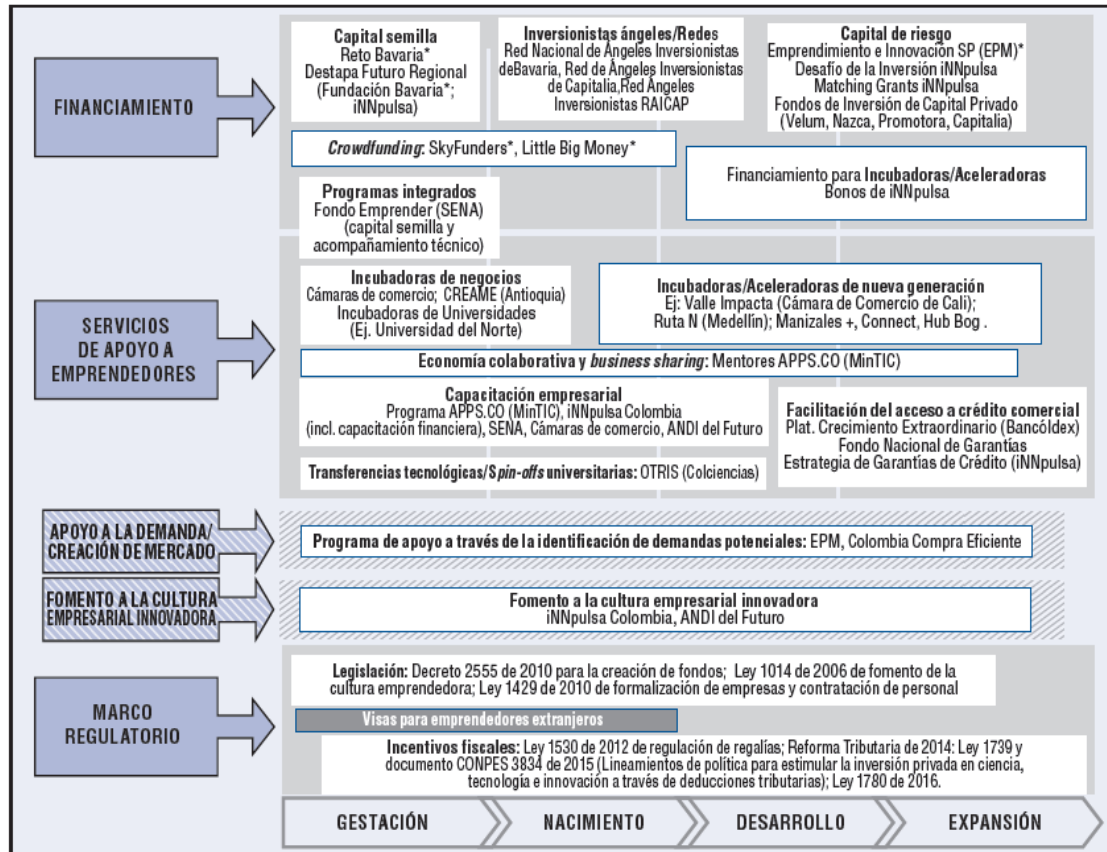 FINANCIAMIENTO
Capital semilla
Reto Bavaria*
Destapa Futuro Regional
(Fundación Bavaria*;
iNNpulsa)
Inversionistas ángeles/Redes
Red Nacional de Ángeles Inversionistas
deBavaria, Red de Ángeles Inversionistas
de Capitalia,Red Ángeles
Inversionistas RAICAP
Capital de riesgo
Emprendimiento e Innovación SP (EPM)*
Desafío de la Inversión iNNpulsa
Matching Grants iNNpulsa
Fondos de Inversión de Capital Privado
(Velum, Nazca, Promotora, Capitalia)
Crowdfunding: SkyFunders*, Little Big Money*
Financiamiento para Incubadoras/Aceleradoras
Bonos de iNNpulsa
Programas integrados
Fondo Emprender (SENA)
(capital semilla y
acompañamiento técnico)
SERVICIOS
DE APOYO A
EMPRENDEDORES
Incubadoras de negocios
Cámaras de comercio; CREAME (Antioquia)
Incubadoras de Universidades
(Ej. Universidad del Norte)
Incubadoras/Aceleradoras de nueva generación
Ej: Valle Impacta (Cámara de Comercio de Cali);
Ruta N (Medellín); Manizales +, Connect, Hub Bog .
Economía colaborativa y business sharing: Mentores APPS.CO (MinTIC)
Capacitación empresarial
Programa APPS.CO (MinTIC), iNNpulsa Colombia
(incl. capacitación financiera), SENA, Cámaras de comercio, ANDI del Futuro
Facilitación del acceso a crédito comercial
Plat. Crecimiento Extraordinario (Bancóldex)
Fondo Nacional de Garantías
Estrategia de Garantías de Crédito (iNNpulsa)
Transferencias tecnológicas/Spin-offs universitarias: OTRIS (Colciencias)
APOYO A LA DEMANDA/
CREACIÓN DE MERCADO
Programa de apoyo a través de la identificación de demandas potenciales: EPM, Colombia Compra Eficiente
FOMENTO A LA CULTURA
EMPRESARIAL INNOVADORA
Fomento a la cultura empresarial innovadora
iNNpulsa Colombia, ANDI del Futuro
MARCO
REGULATORIO
Legislación: Decreto 2555 de 2010 para la creación de fondos; Ley 1014 de 2006 de fomento de la
cultura emprendedora; Ley 1429 de 2010 de formalización de empresas y contratación de personal
Visas para emprendedores extranjeros
Incentivos fiscales: Ley 1530 de 2012 de regulación de regalías; Reforma Tributaria de 2014: Ley 1739 y
documento CONPES 3834 de 2015 (Lineamientos de política para estimular la inversión privada en ciencia,
tecnología e innovación a través de deducciones tributarias); Ley 1780 de 2016.
GESTACIÓN
NACIMIENTO
DESARROLLO
EXPANSIÓN